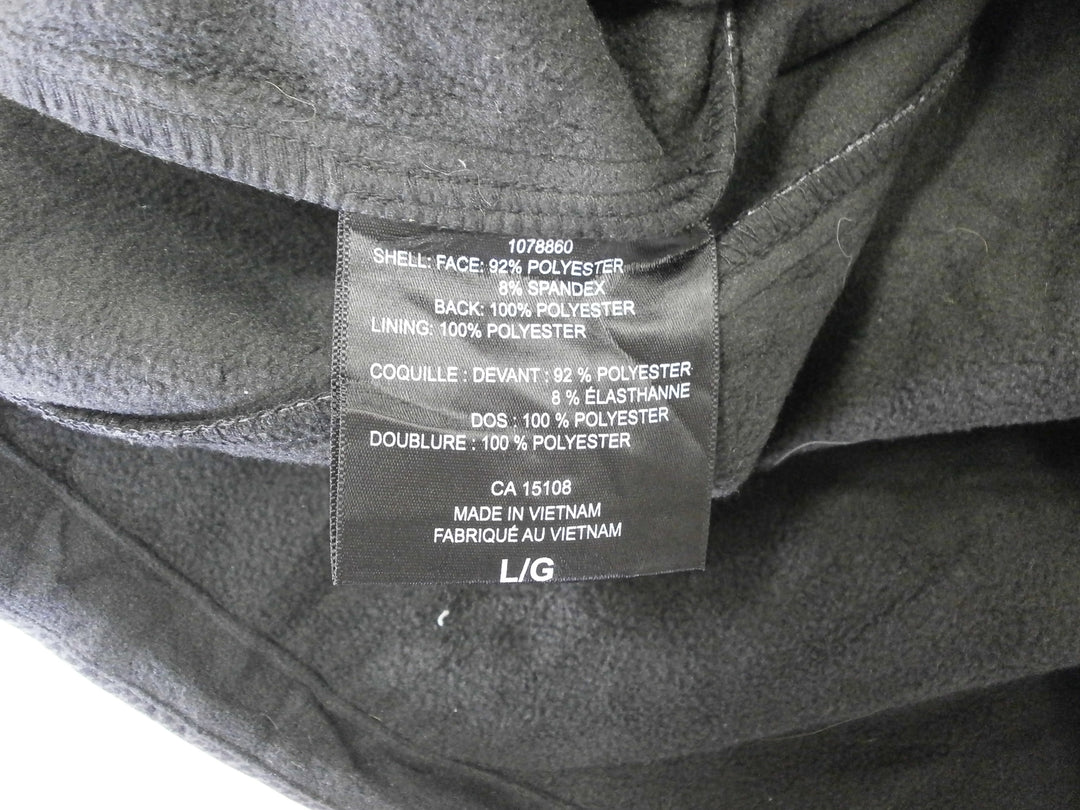 1078860
SHELL: FACE: 92% POLYESTER
8% SPANDEX
BACK: 100% POLYESTER
LINING: 100% POLYESTER
COQUILLE : DEVANT : 92 % POLYESTER
8 % ÉLASTHANNE
DOS : 100 % POLYESTER
DOUBLURE : 100 % POLYESTER
CA 15108
MADE IN VIETNAM
FABRIQUÉ AU VIETNAM
L/G